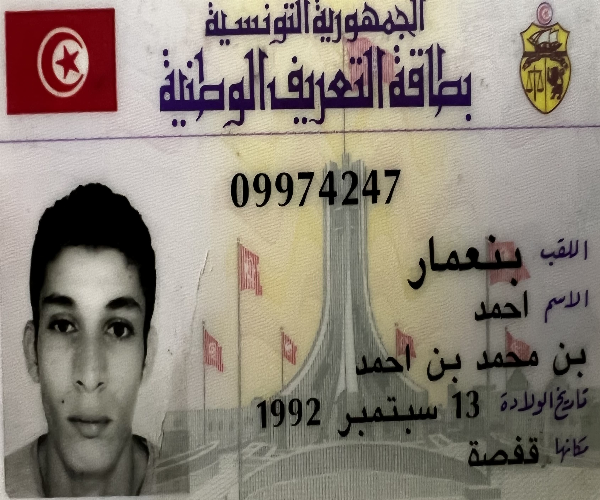 الجمهورية التونسية
بطاقة التعريف الوطنية
09974247
اللقب بنعمار
الاسم احمد
بن محمد بن احمد
تاريخ الولادة 13 سبتمبر 1992
مكانها قفصة